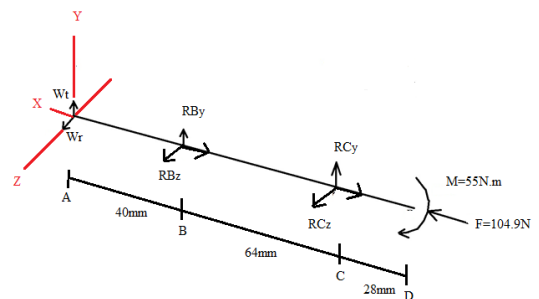 Y
X
Wt
Wr
Z
RBy
RBz
RCy
RCz
M=55N.m
F=104.9N
A
40mm
B
64mm
C
28mm
D